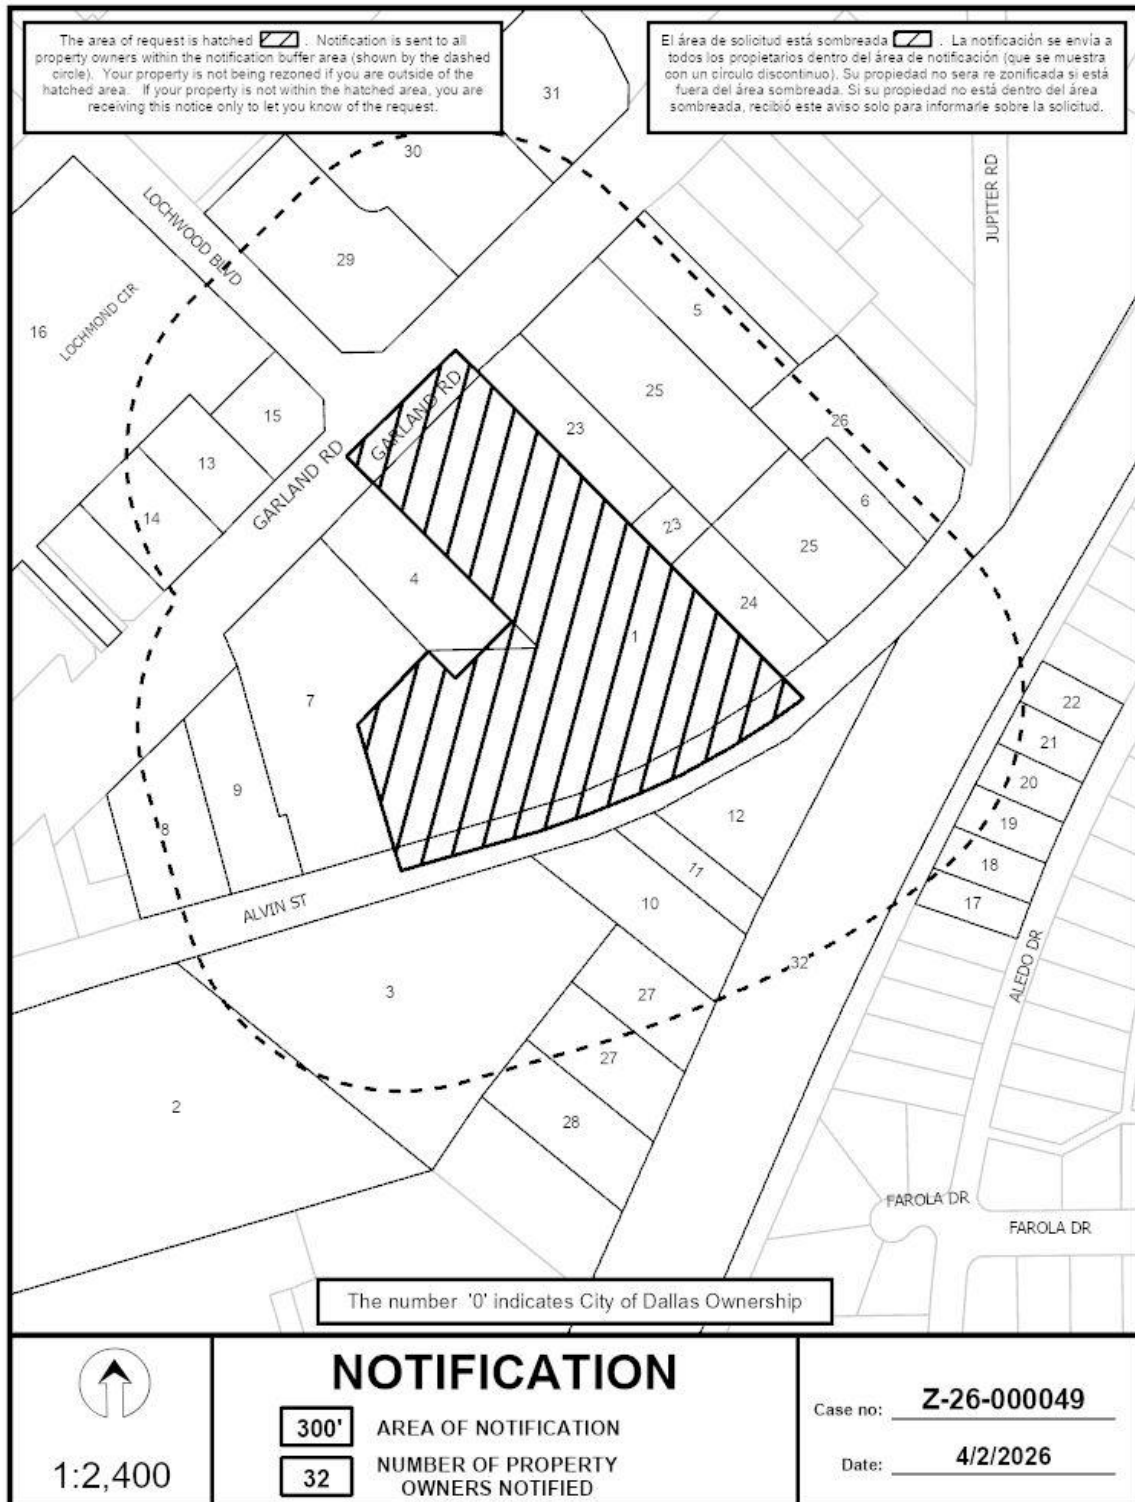 The area of request is hatched . Notification is sent to all
property owners within the notification buffer area (shown by the dashed
circle). Your property is not being rezoned if you are outside of the
hatched area. If your property is not within the hatched area, you are
receiving this notice only to let you know of the request.
El área de solicitud está sombreada . La notificación se envía a
todos los propietarios dentro del área de notificación (que se muestra
con un círculo discontinuo). Su propiedad no sera re zonificada si está
fuera del área sombreada. Si su propiedad no está dentro del área
sombreada, recibió este aviso solo para informarle sobre la solicitud.
31
30
JUPITER RD
LOCHWOOD BLVD
29
16
LOCHMOND CIR
5
25
GARLAND RD
15
23
26
13
GARLAND RD
14
6
23
25
4
24
1
7
22
21
20
9
19
12
8
18
11
17
10
ALVIN ST
32
ALEDO DR
3
27
27
2
28
FAROLA DR
FAROLA DR
The number '0' indicates City of Dallas Ownership
1:2,400
NOTIFICATION
300' AREA OF NOTIFICATION
32 NUMBER OF PROPERTY
OWNERS NOTIFIED
Case no: Z-26-000049
Date: 4/2/2026